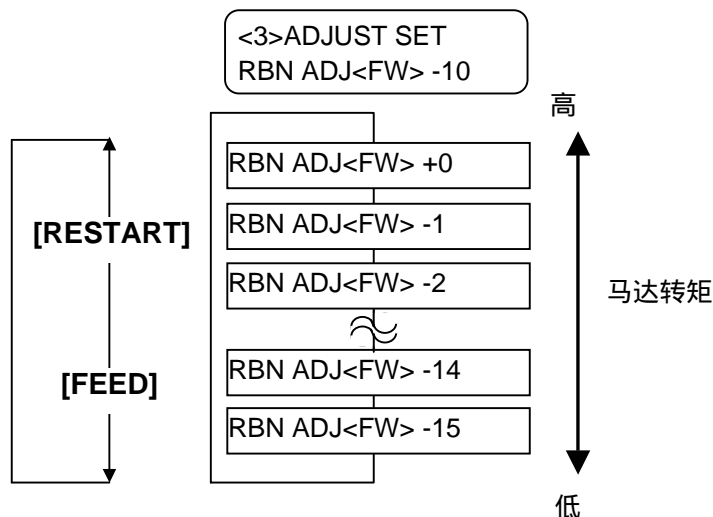 <3>ADJUST SET
RBN ADJ<FW> -10
高
RBN ADJ<FW> +0
[RESTART]
RBN ADJ<FW> -1
RBN ADJ<FW> -2
马达转矩
[FEED]
RBN ADJ<FW> -14
RBN ADJ<FW> -15
低